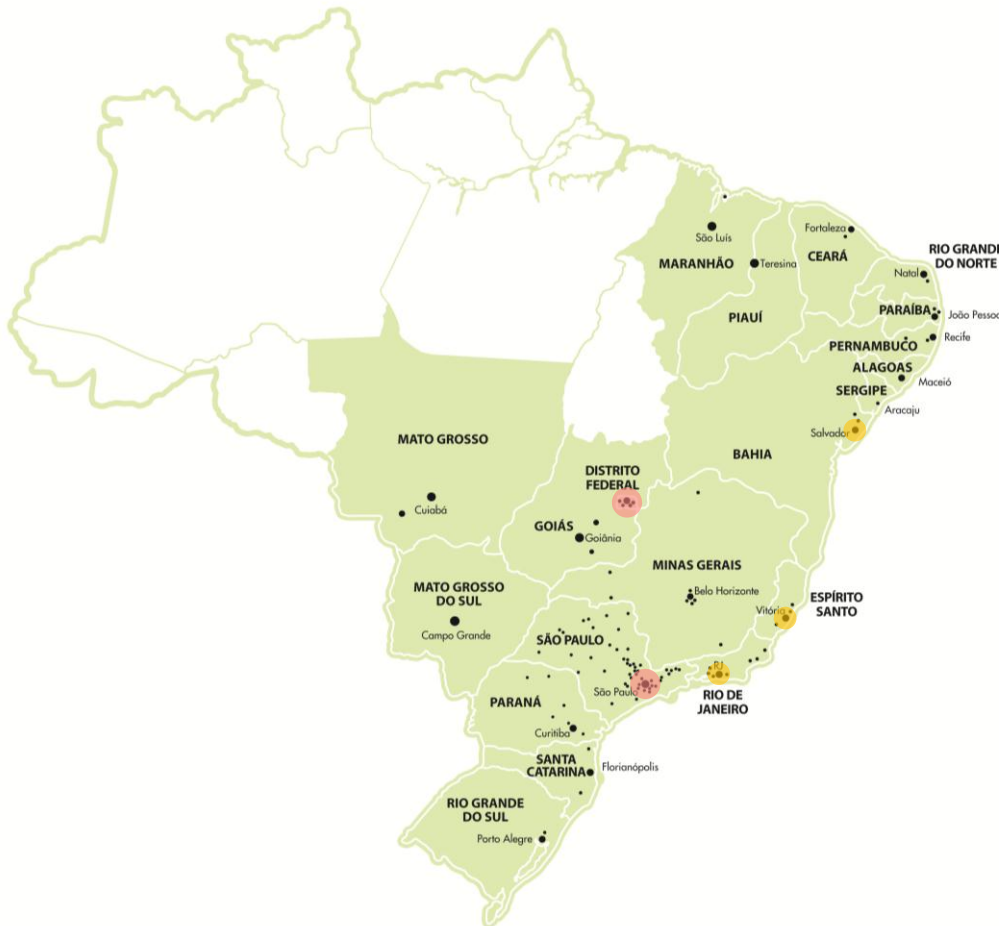 Fortaleza
São Luís
CEARÁ
RIO GRANDE
DO NORTE
MARANHÃO
Teresina
Natal
PIAUÍ
PARAÍBA
João Pessoa
PERNAMBUCO
Recife
ALAGOAS
Maceió
SERGIPE
Aracaju
Salvador
MATO GROSSO
BAHIA
DISTRITO
FEDERAL
Cuiabá
GOIÁS
Goiânia
MINAS GERAIS
MATO GROSSO
DO SUL
Belo Horizonte
ESPÍRITO
SANTO
Vitória
Campo Grande
SÃO PAULO
RJ
São Paulo
RIO DE
JANEIRO
PARANÁ
Curitiba
SANTA
CATARINA
Florianópolis
RIO GRANDE
DO SUL
Porto Alegre